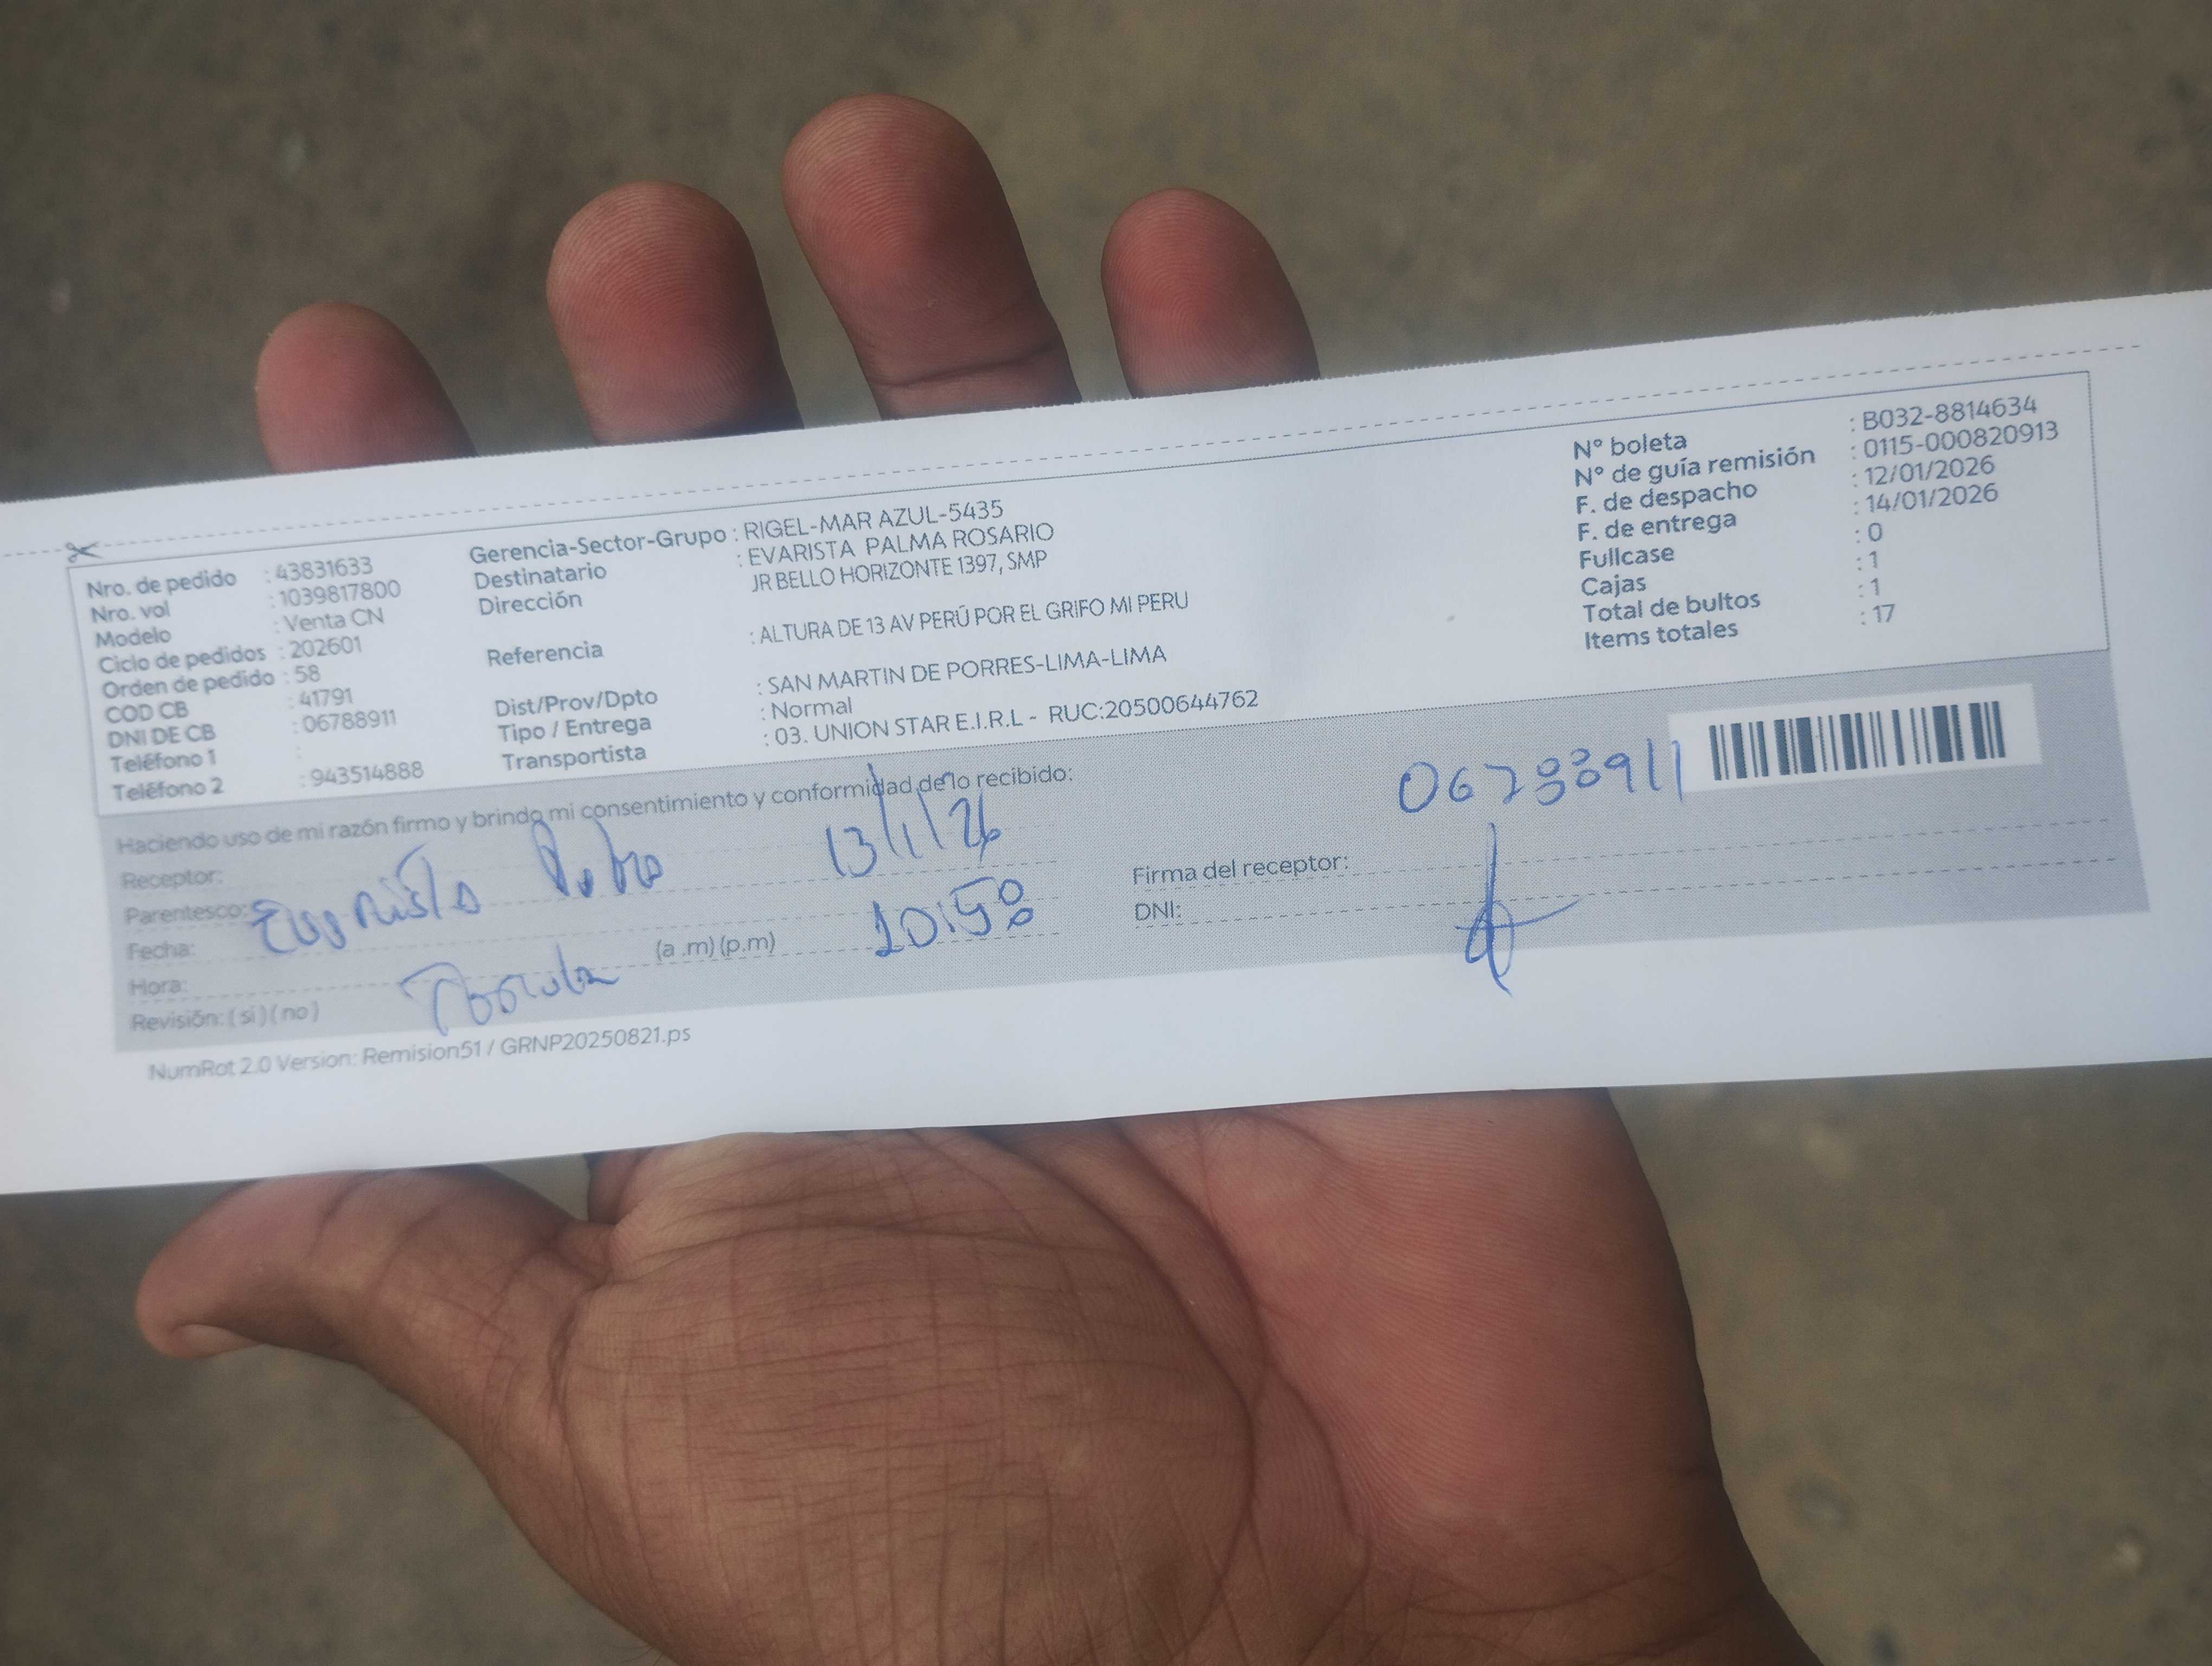 Nro. de pedido : 43831633
Nro. vol : 1039817800
Modelo : Venta CN
Ciclo de pedidos : 202601
Orden de pedido : 58
COD CB : 41791
DNI DE CB : 06788911
Teléfono 1 :
Teléfono 2 : 943514888
Gerencia-Sector-Grupo : RIGEL-MAR AZUL-5435
Destinatario : EVARISTA PALMA ROSARIO
Dirección JR BELLO HORIZONTE 1397, SMP
Referencia : ALTURA DE 13 AV PERÚ POR EL GRIFO MI PERU
Dist/Prov/Dpto : SAN MARTIN DE PORRES-LIMA-LIMA
Tipo / Entrega : Normal
Transportista : 03. UNION STAR E.I.R.L - RUC:20500644762
N° boleta : B032-8814634
N° de guía remisión : 0115-000820913
F. de despacho : 12/01/2026
F. de entrega : 14/01/2026
Fullcase : 0
Cajas : 1
Total de bultos : 1
Items totales : 17
Haciendo uso de mi razón firmo y brindo mi consentimiento y conformidad de lo recibido:
Receptor:
Parentesco:
Fecha: 13/1/26
Hora: (a .m) (p.m) 10:58
Revisión: ( si ) ( no )
Firma del receptor:
DNI: 06788911
NumRot 2.0 Version: Remision51 / GRNP20250821.ps